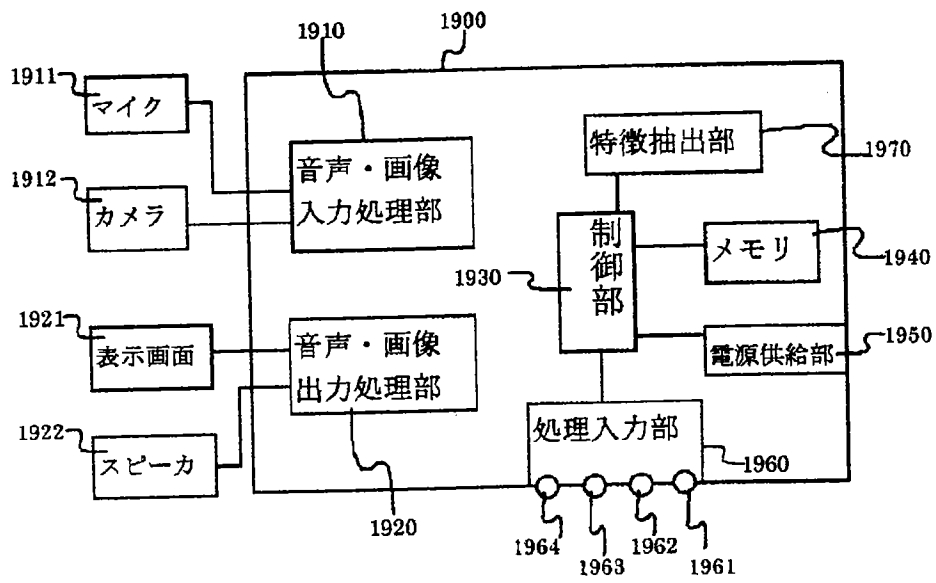 1910
1900
1911
マイク
1912
カメラ
音声・画像
入力処理部
特徴抽出部
1970
制御部
1930
メモリ
1940
1921
表示画面
音声・画像
出力処理部
電源供給部
1950
1922
スピーカ
処理入力部
1960
1920
1964
1963
1962
1961